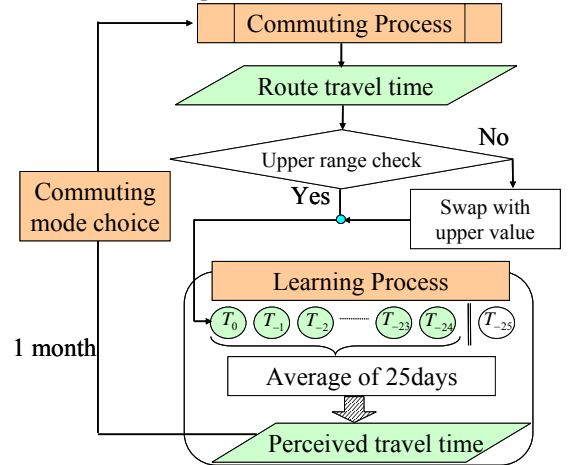 Commuting Process
Route travel time
Upper range check
No
Yes
Swap with
upper value
Commuting
mode choice
Learning Process
T₀ T₋₁ T₋₂ ........ T₋₂₃ T₋₂₄ T₋₂₅
Average of 25days
1 month
Perceived travel time